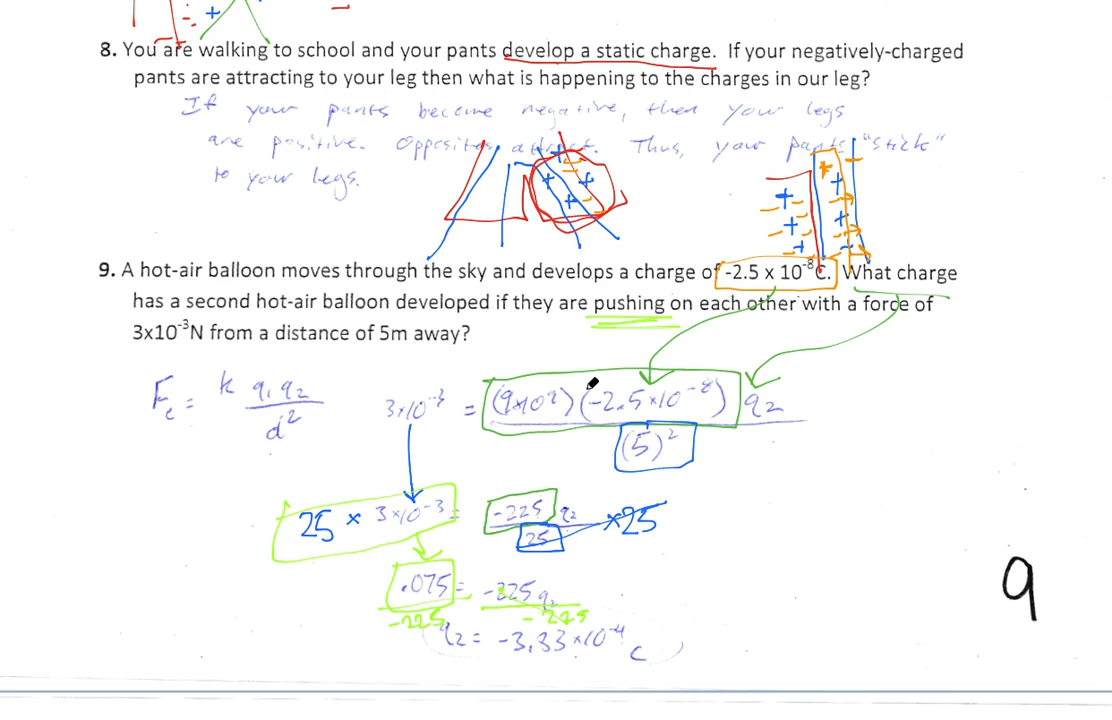 8. You are walking to school and your pants develop a static charge. If your negatively-charged
pants are attracting to your leg then what is happening to the charges in our leg?
If your pants become negative, then your legs
are positive. Opposites attract. Thus, your pants "stick"
to your legs.
9. A hot-air balloon moves through the sky and develops a charge of -2.5 x 10⁻⁸C. What charge
has a second hot-air balloon developed if they are pushing on each other with a force of
3x10⁻³N from a distance of 5m away?
Fe = k q₁ q₂ / d²
3x10⁻³ = (9x10⁹)(-2.5x10⁻⁸) q₂ / (5)²
25 x 3x10⁻³ = -225 q₂ / 25 x25
.075 = -225 q₂
-225 -225
q₂ = -3.33 x10⁻⁴ C
9